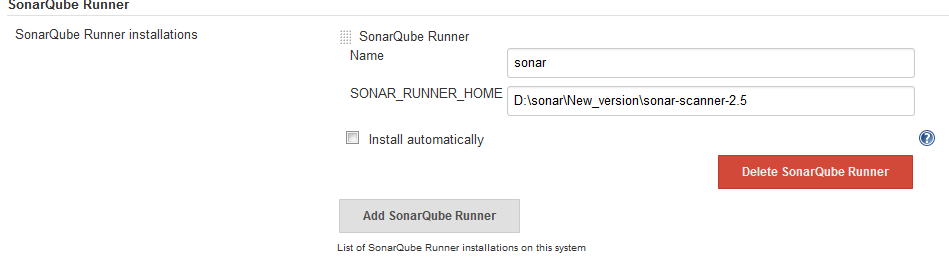 SonarQube Runner
SonarQube Runner installations
SonarQube Runner
Name
sonar
SONAR_RUNNER_HOME
D:\sonar\New_version\sonar-scanner-2.5
Install automatically
?
Delete SonarQube Runner
Add SonarQube Runner
List of SonarQube Runner installations on this system